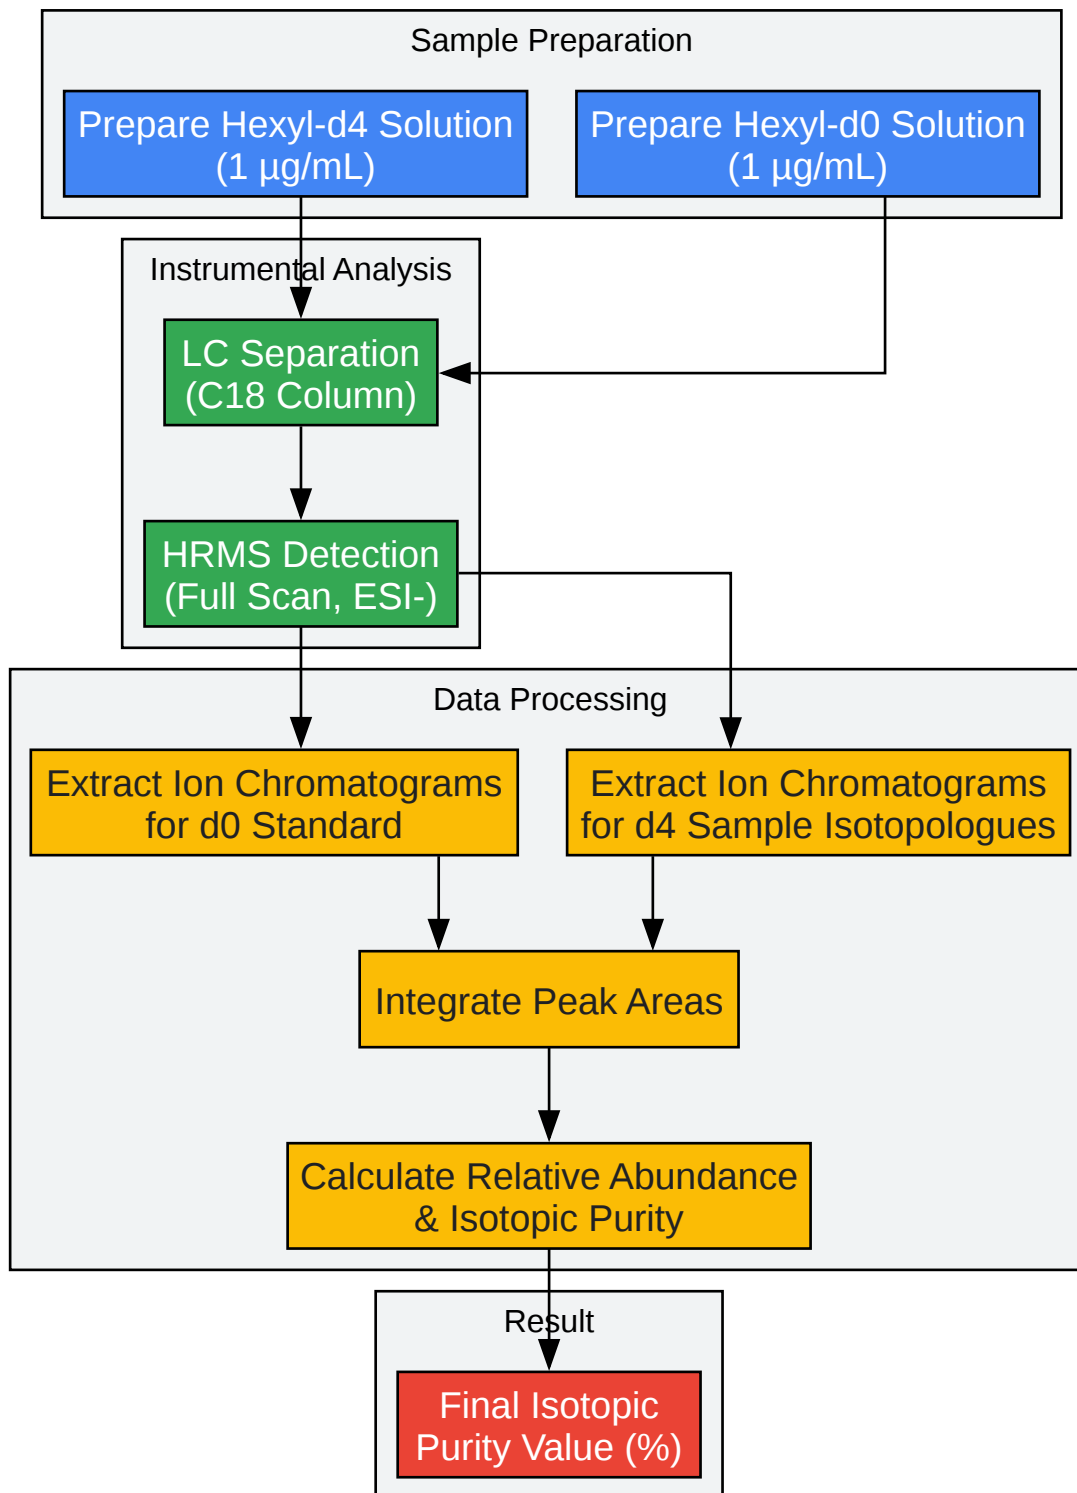 Sample Preparation
Prepare Hexyl-d4 Solution
(1 µg/mL)
Prepare Hexyl-d0 Solution
(1 µg/mL)
Instrumental Analysis
LC Separation
(C18 Column)
HRMS Detection
(Full Scan, ESI-)
Data Processing
Extract Ion Chromatograms
for d0 Standard
Extract Ion Chromatograms
for d4 Sample Isotopologues
Integrate Peak Areas
Calculate Relative Abundance
& Isotopic Purity
Result
Final Isotopic
Purity Value (%)